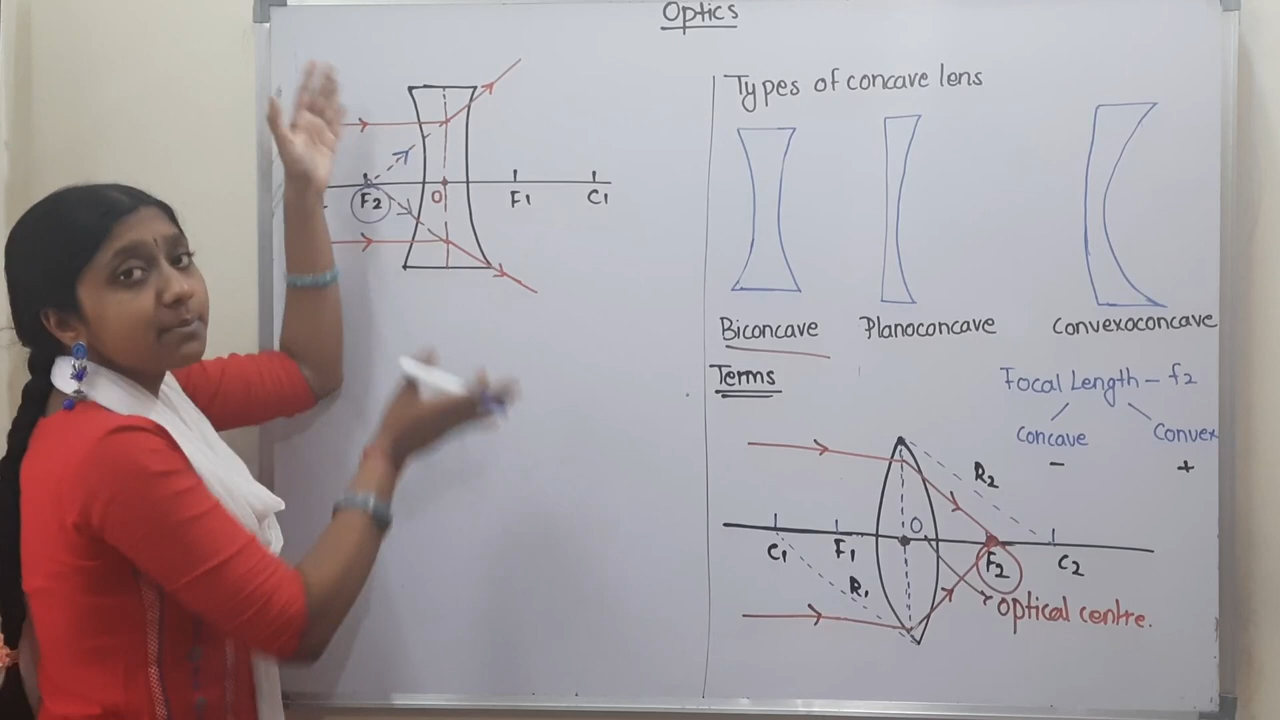 Optics
F2
O
F1
C1
Types of concave lens
Biconcave
Planoconcave
Convexoconcave
Terms
Focal Length - f2
Concave
Convex
-
+
R2
O
C1
F1
F2
C2
R1
Optical centre.